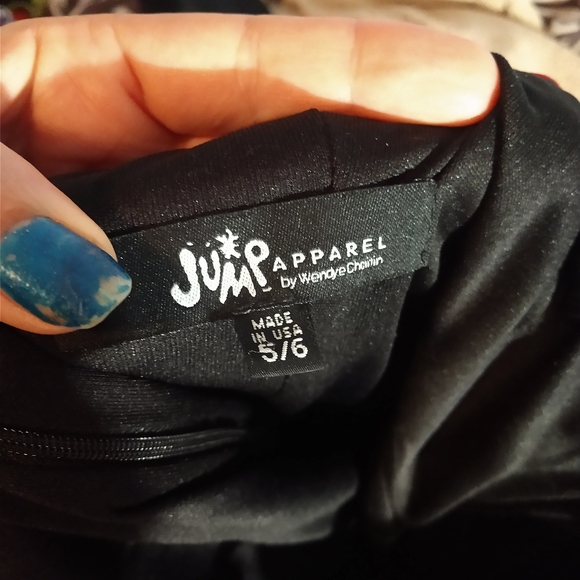 JUMP APPAREL
by Wendye Chaitin
MADE
IN USA
5/6